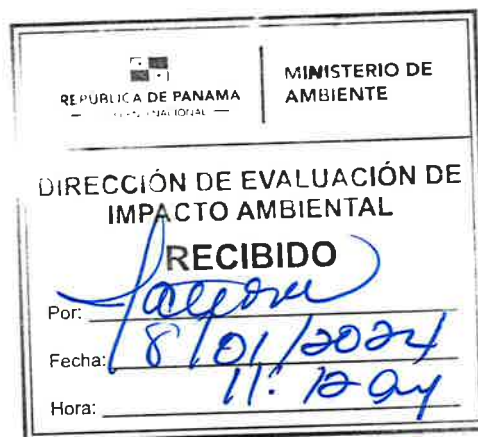 REPÚBLICA DE PANAMÁ
MINISTERIO DE
AMBIENTE
DIRECCIÓN DE EVALUACIÓN DE
IMPACTO AMBIENTAL
RECIBIDO
Por:
Fecha: 8/01/2024
Hora: 11:12 am